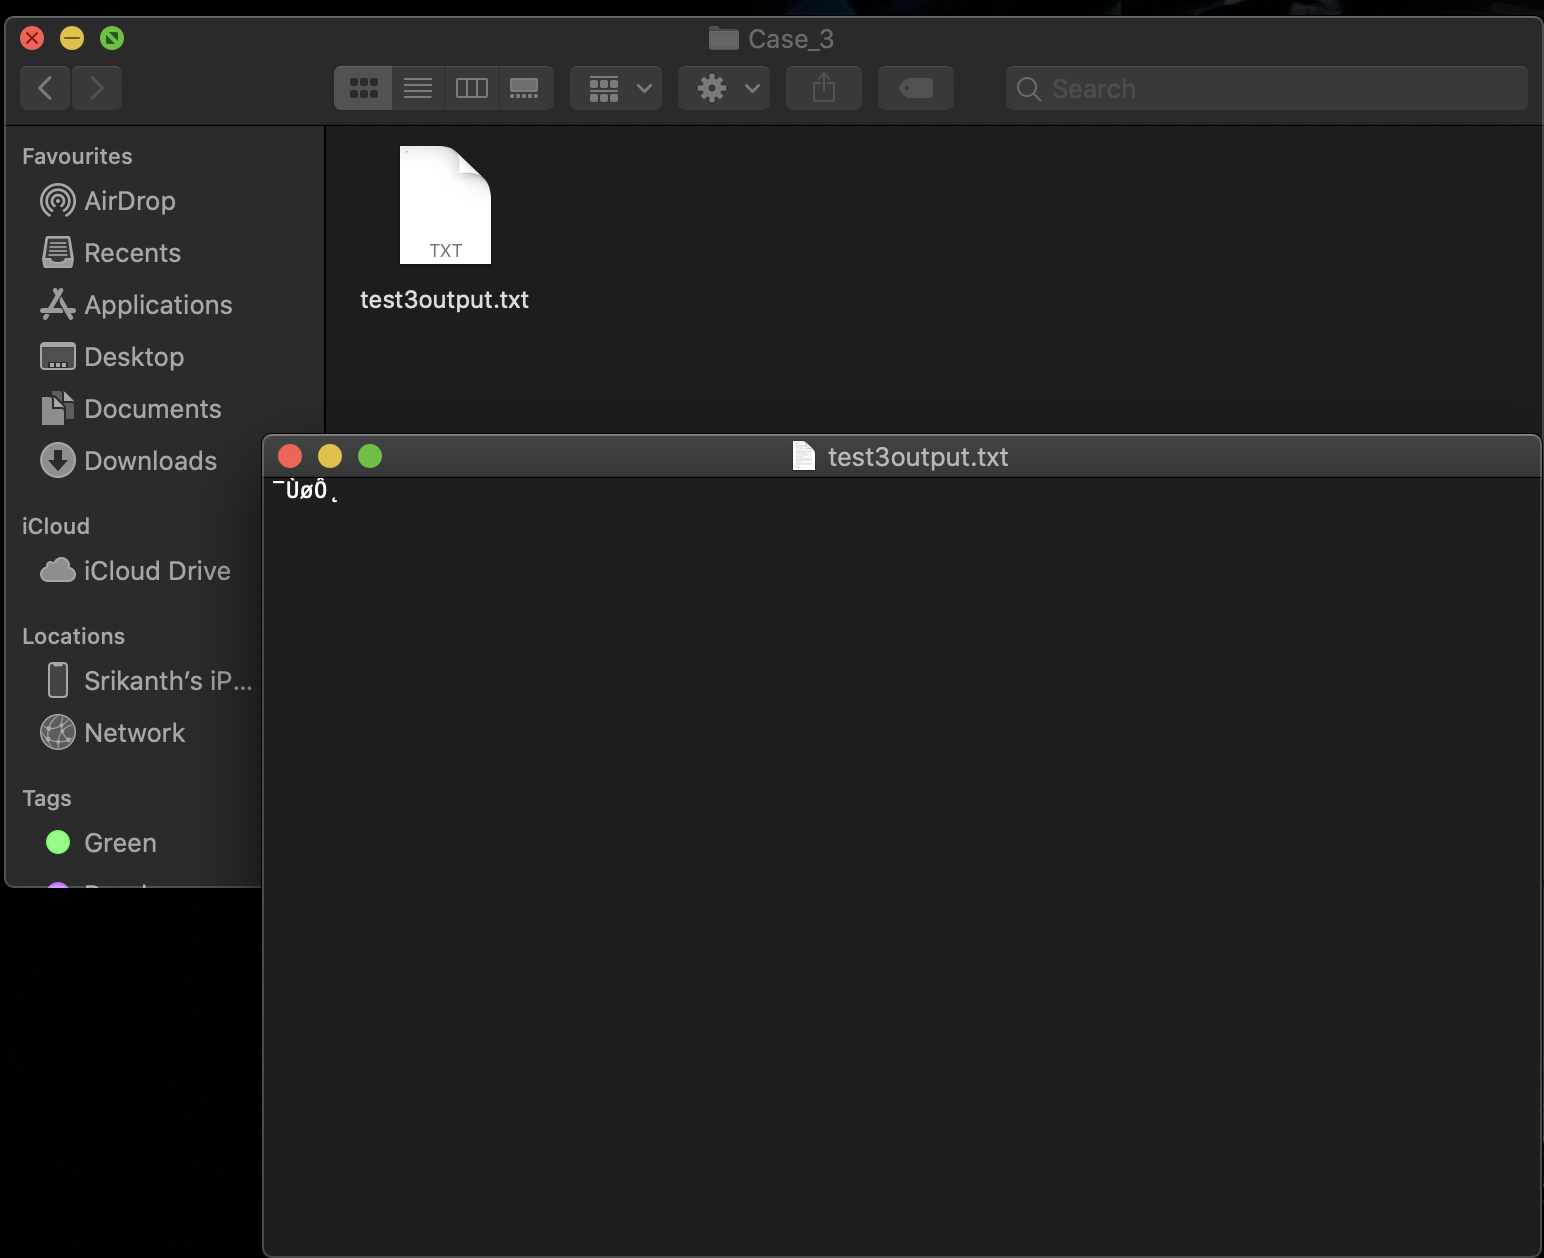 Case_3
Search
Favourites
AirDrop
Recents
Applications
Desktop
Documents
Downloads
iCloud
iCloud Drive
Locations
Srikanth’s iP...
Network
Tags
Green
TXT
test3output.txt
test3output.txt
¯ÙøÔ˛